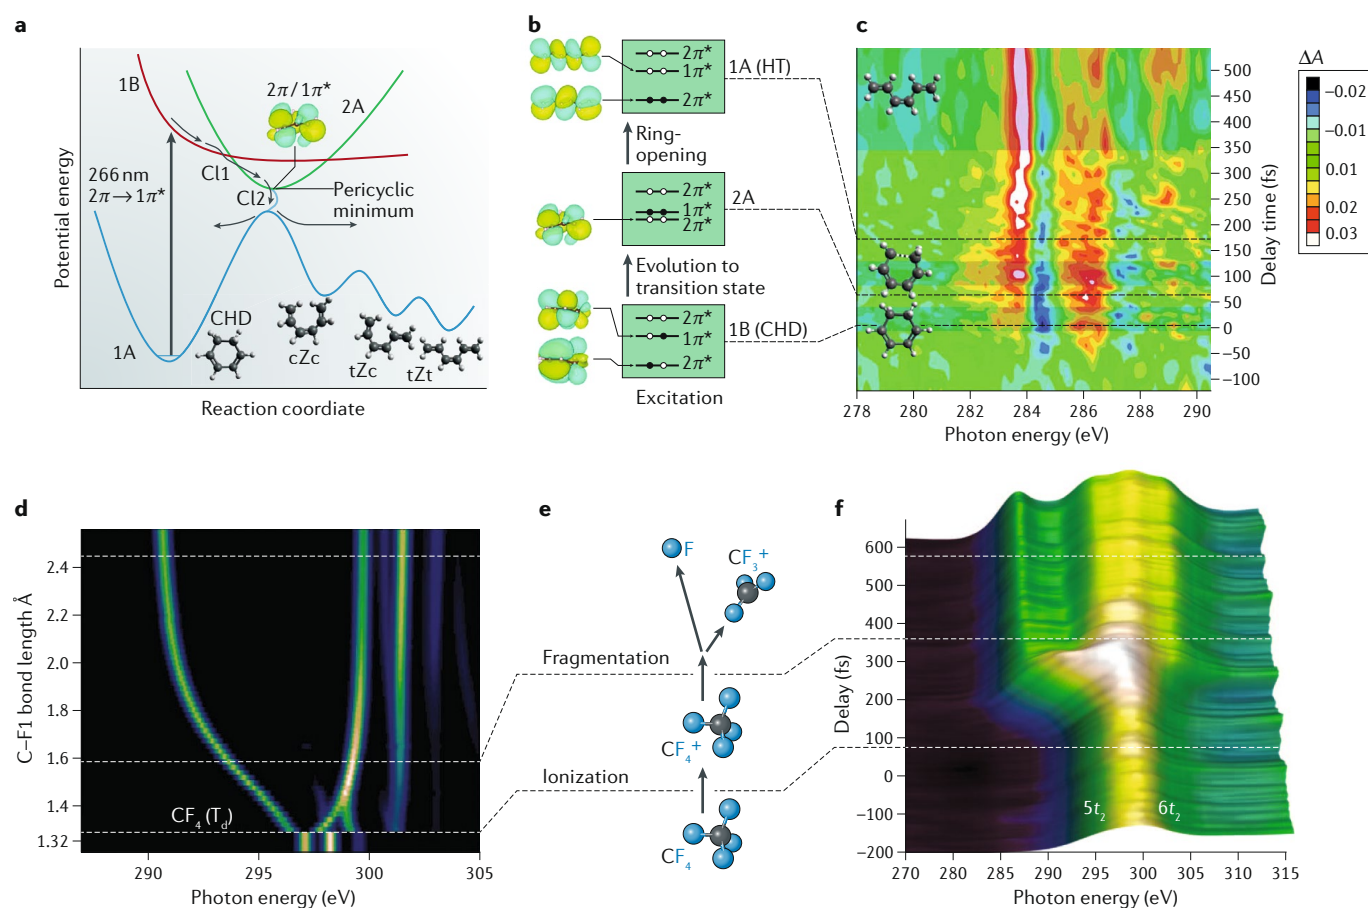 a
Potential energy
1B
2π/1π*
2A
266 nm
2π→1π*
CI1
CI2
Pericyclic
minimum
CHD
1A
cZc
tZc
tZt
Reaction coordiate
b
2π*
1π*
2π*
1A (HT)
Ring-
opening
2π*
1π*
2π*
2A
Evolution to
transition state
2π*
1π*
2π*
1B (CHD)
Excitation
c
500
450
400
350
300
250
200
150
100
50
0
−50
−100
Delay time (fs)
278 280 282 284 286 288 290
Photon energy (eV)
ΔA
−0.02
−0.01
0.01
0.02
0.03
d
C–F1 bond length Å
2.4
2.2
2.0
1.8
1.6
1.4
1.32
CF₄ (T_d)
290 295 300 305
Photon energy (eV)
e
F
CF₃⁺
Fragmentation
CF₄⁺
Ionization
CF₄
f
Delay (fs)
600
500
400
300
200
100
0
−100
−200
5t₂ 6t₂
270 280 285 290 295 300 305 310 315
Photon energy (eV)